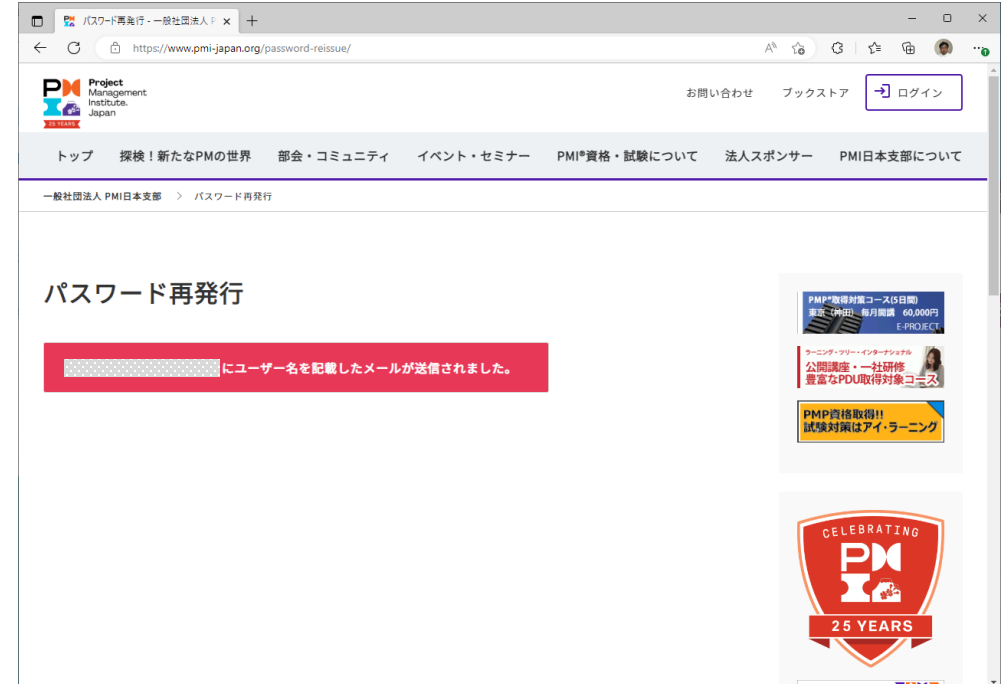 パスワード再発行 - 一般社団法人 P
https://www.pmi-japan.org/password-reissue/
Project
Management
Institute.
Japan
25 YEARS
お問い合わせ
ブックストア
ログイン
トップ
探検！新たなPMの世界
部会・コミュニティ
イベント・セミナー
PMI®資格・試験について
法人スポンサー
PMI日本支部について
一般社団法人 PMI日本支部 > パスワード再発行
パスワード再発行
にユーザー名を記載したメールが送信されました。
PMP®取得対策コース(5日間)
東京（神田）毎月開講 60,000円
E-PROJECT
ラーニング・ツリー・インターナショナル
公開講座・一社研修
豊富なPDU取得対象コース
PMP資格取得!!
試験対策はアイ・ラーニング
CELEBRATING
PMI
25 YEARS